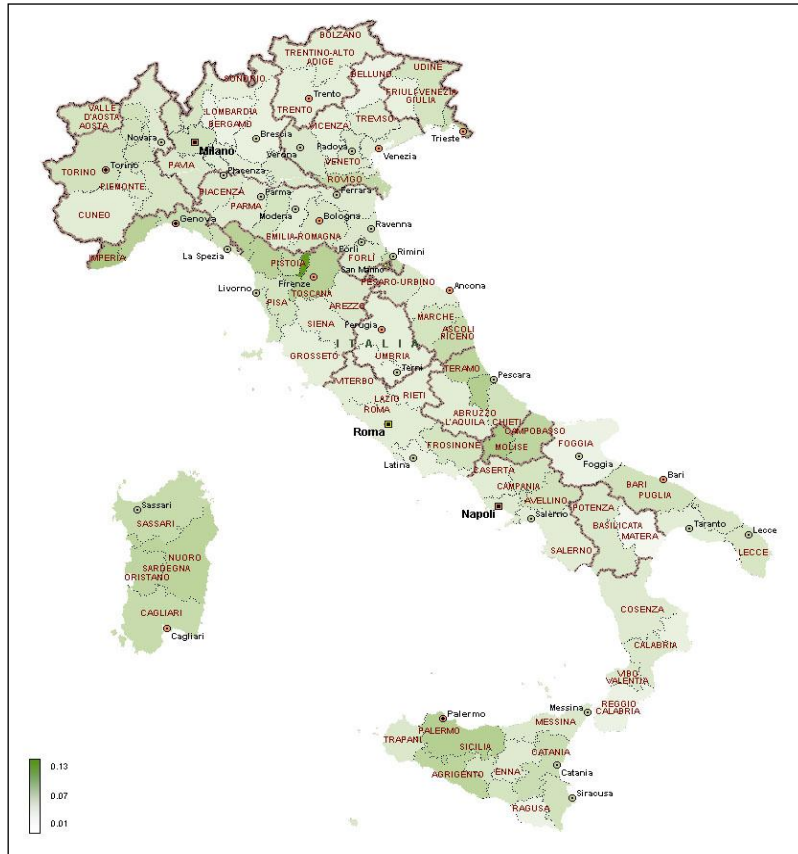 BOLZANO
TRENTINO-ALTO
ADIGE
UDINE
BELLUNO
SONDRIO
FRIULI-VENEZIA
GIULIA
VALLE
D'AOSTA
AOSTA
Trento
LOMBARDIA
TRENTO
BERGAMO
VICENZA
TREVISO
Novara
Brescia
Trieste
Milano
Verona
Padova
Venezia
TORINO
Torino
PAVIA
Piacenza
VENETO
ROVIGO
PIEMONTE
PIACENZA
Parma
Ferrara
CUNEO
PARMA
Modena
Bologna
Genova
Ravenna
EMILIA-ROMAGNA
Forlì
IMPERIA
La Spezia
PISTOIA
FORLÌ
Rimini
San Marino
Firenze
PESARO-URBINO
Livorno
TOSCANA
Ancona
PISA
AREZZO
MARCHE
SIENA
Perugia
ASCOLI
PICENO
ITALIA
GROSSETO
UMBRIA
Terni
TERAMO
VITERBO
Pescara
LAZIO
RIETI
ROMA
ABRUZZO
L'AQUILA
CHIETI
Roma
CAMPOBASSO
FROSINONE
MOLISE
FOGGIA
Latina
CASERTA
Foggia
CAMPANIA
BARI
Bari
PUGLIA
Sassari
AVELLINO
Napoli
Salerno
POTENZA
SASSARI
BASILICATA
Taranto
Lecce
MATERA
NUORO
SALERNO
LECCE
SARDEGNA
ORISTANO
CAGLIARI
COSENZA
Cagliari
CALABRIA
VIBO
VALENTIA
REGGIO
CALABRIA
Messina
Palermo
MESSINA
PALERMO
TRAPANI
SICILIA
CATANIA
AGRIGENTO
ENNA
Catania
RAGUSA
Siracusa
0.13
0.07
0.01